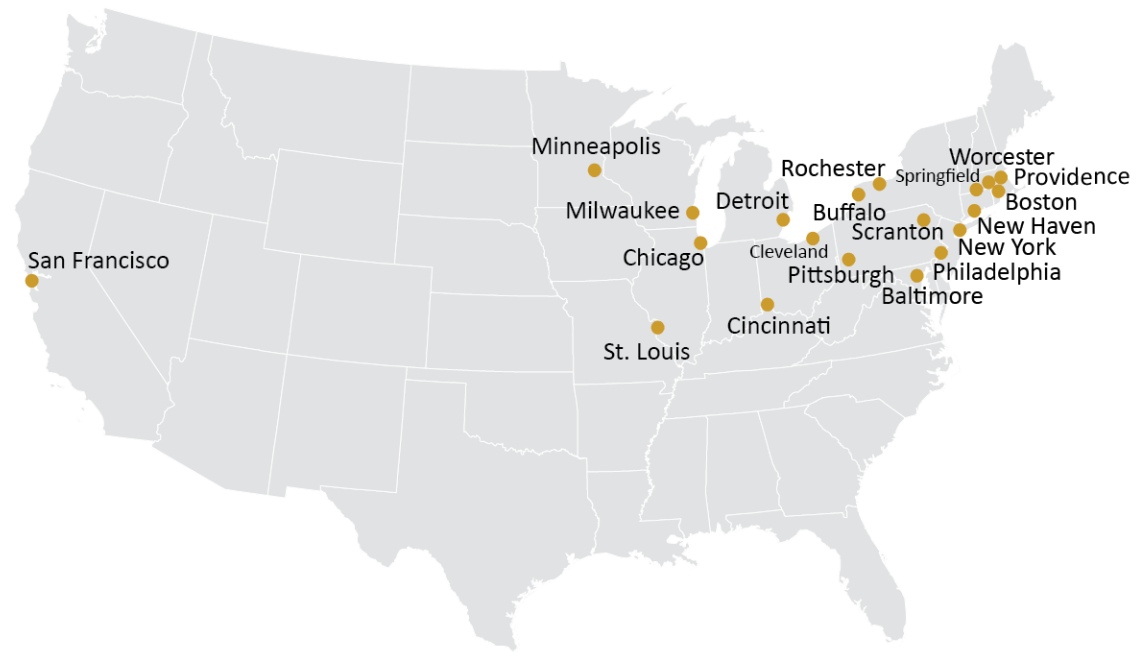 Minneapolis
Worcester
Rochester
Springfield
Providence
Detroit
Boston
Milwaukee
Buffalo
New Haven
Scranton
New York
Cleveland
Chicago
San Francisco
Pittsburgh
Philadelphia
Baltimore
Cincinnati
St. Louis